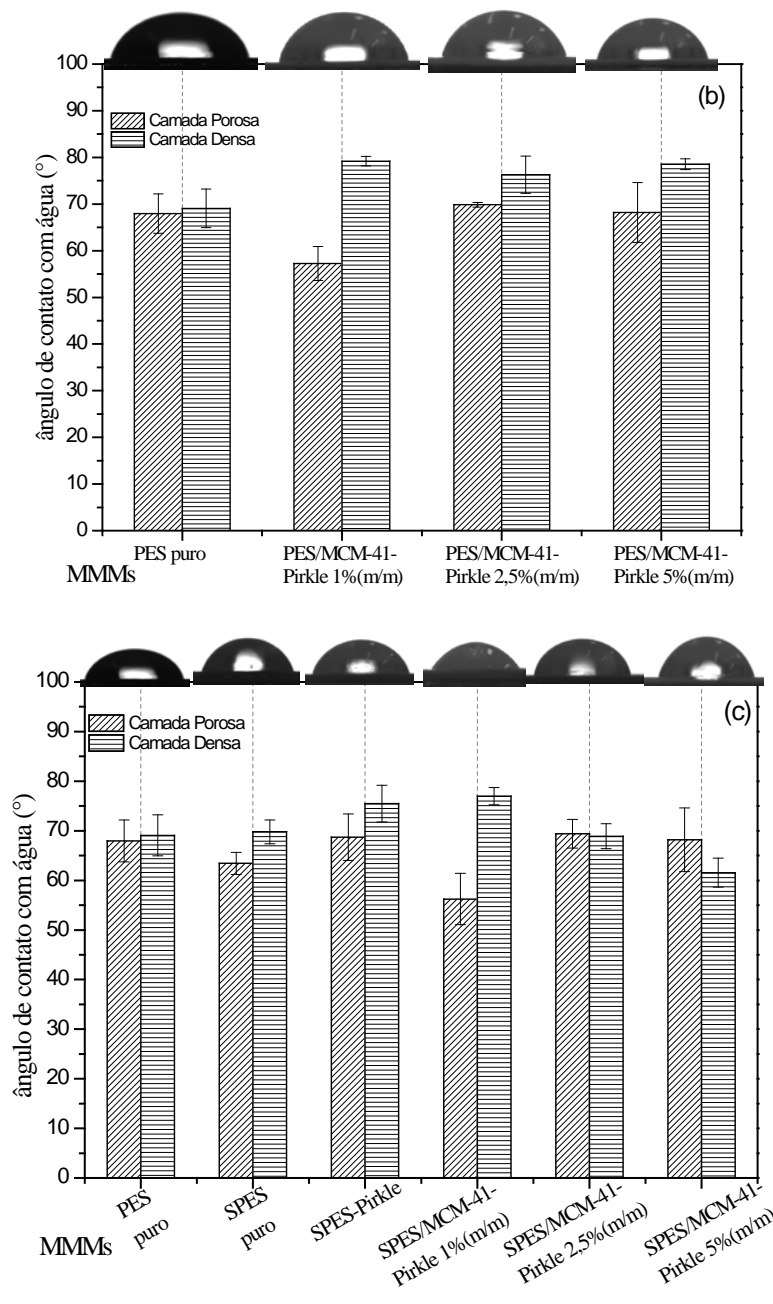 100
90
80
70
60
50
40
30
20
10
0
ângulo de contato com água (°)
(b)
Camada Porosa
Camada Densa
PES puro
PES/MCM-41-
Pirkle 1%(m/m)
PES/MCM-41-
Pirkle 2,5%(m/m)
PES/MCM-41-
Pirkle 5%(m/m)
MMMs
100
90
80
70
60
50
40
30
20
10
0
ângulo de contato com água (°)
(c)
Camada Porosa
Camada Densa
PES
puro
SPES
puro
SPES-Pirkle
SPES/MCM-41-
Pirkle 1%(m/m)
SPES/MCM-41-
Pirkle 2,5%(m/m)
SPES/MCM-41-
Pirkle 5%(m/m)
MMMs